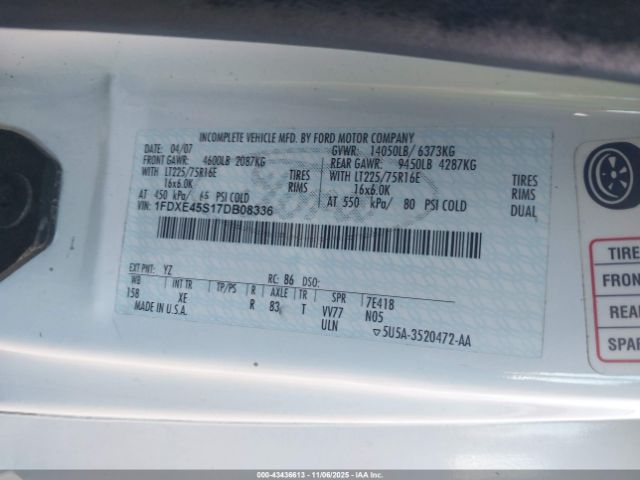 INCOMPLETE VEHICLE MFD. BY FORD MOTOR COMPANY
DATE: 04/07 GVWR: 14050LB/ 6373KG
FRONT GAWR: 4600LB 2087KG REAR GAWR: 9450LB 4287KG
WITH LT225/75R16E TIRES WITH LT225/75R16E TIRES
16x6.0K RIMS 16x6.0K RIMS
AT 450 kPa/ 65 PSI COLD AT 550 kPa/ 80 PSI COLD DUAL
VIN: 1FDXE45S17DB08336
EXT PNT: YZ RC: 86 DSO:
WB INT TR TP/PS R AXLE TR SPR 7E418
158 XE R 83 T VV77 N05
MADE IN U.S.A. ULN ▽5U5A-3520472-AA
TIRE
FRON
REA
SPAR
000-43436613 - 11/06/2025 - IAAI.COM